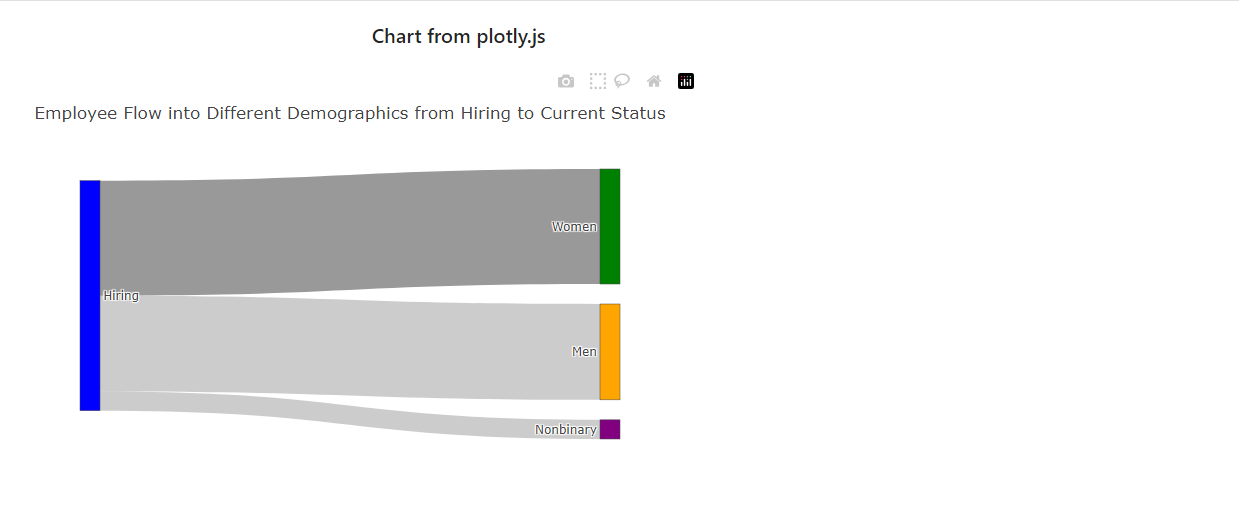 Chart from plotly.js
Employee Flow into Different Demographics from Hiring to Current Status
Women
Hiring
Men
Nonbinary